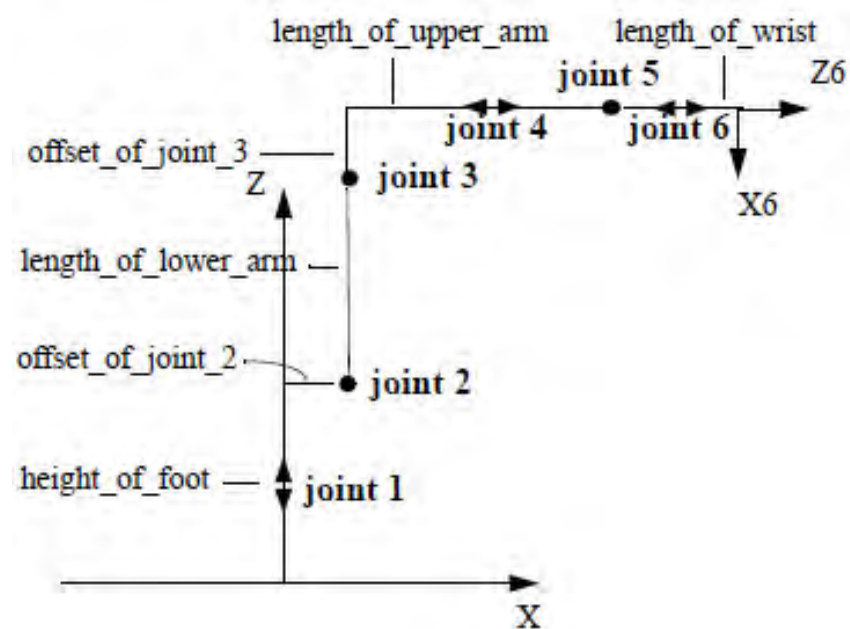 length_of_upper_arm
length_of_wrist
joint 5
Z6
joint 4
joint 6
offset_of_joint_3
Z
joint 3
X6
length_of_lower_arm
offset_of_joint_2
joint 2
height_of_foot
joint 1
X